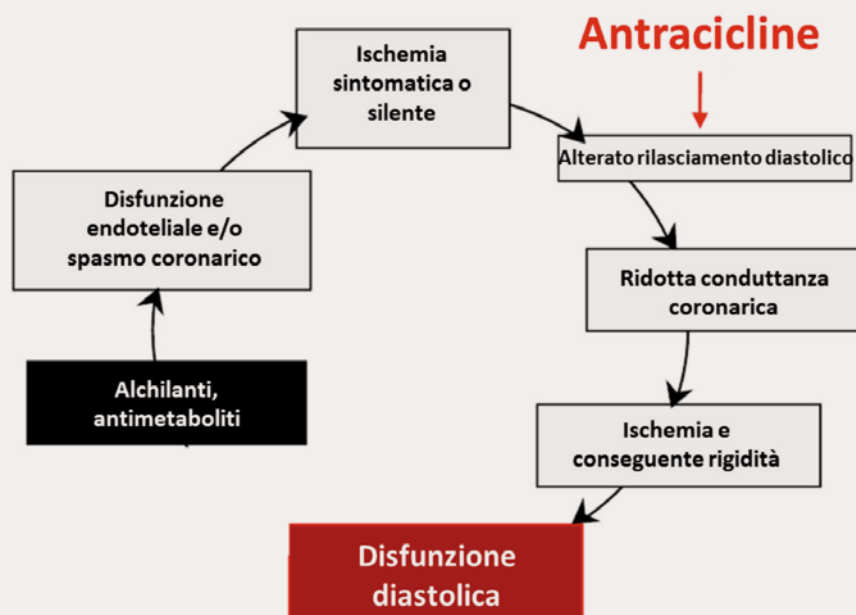 Antracicline
Ischemia
sintomatica o
silente
Alterato rilasciamento diastolico
Disfunzione
endoteliale e/o
spasmo coronarico
Ridotta conduttanza
coronarica
Alchilanti,
antimetaboliti
Ischemia e
conseguente rigidità
Disfunzione
diastolica